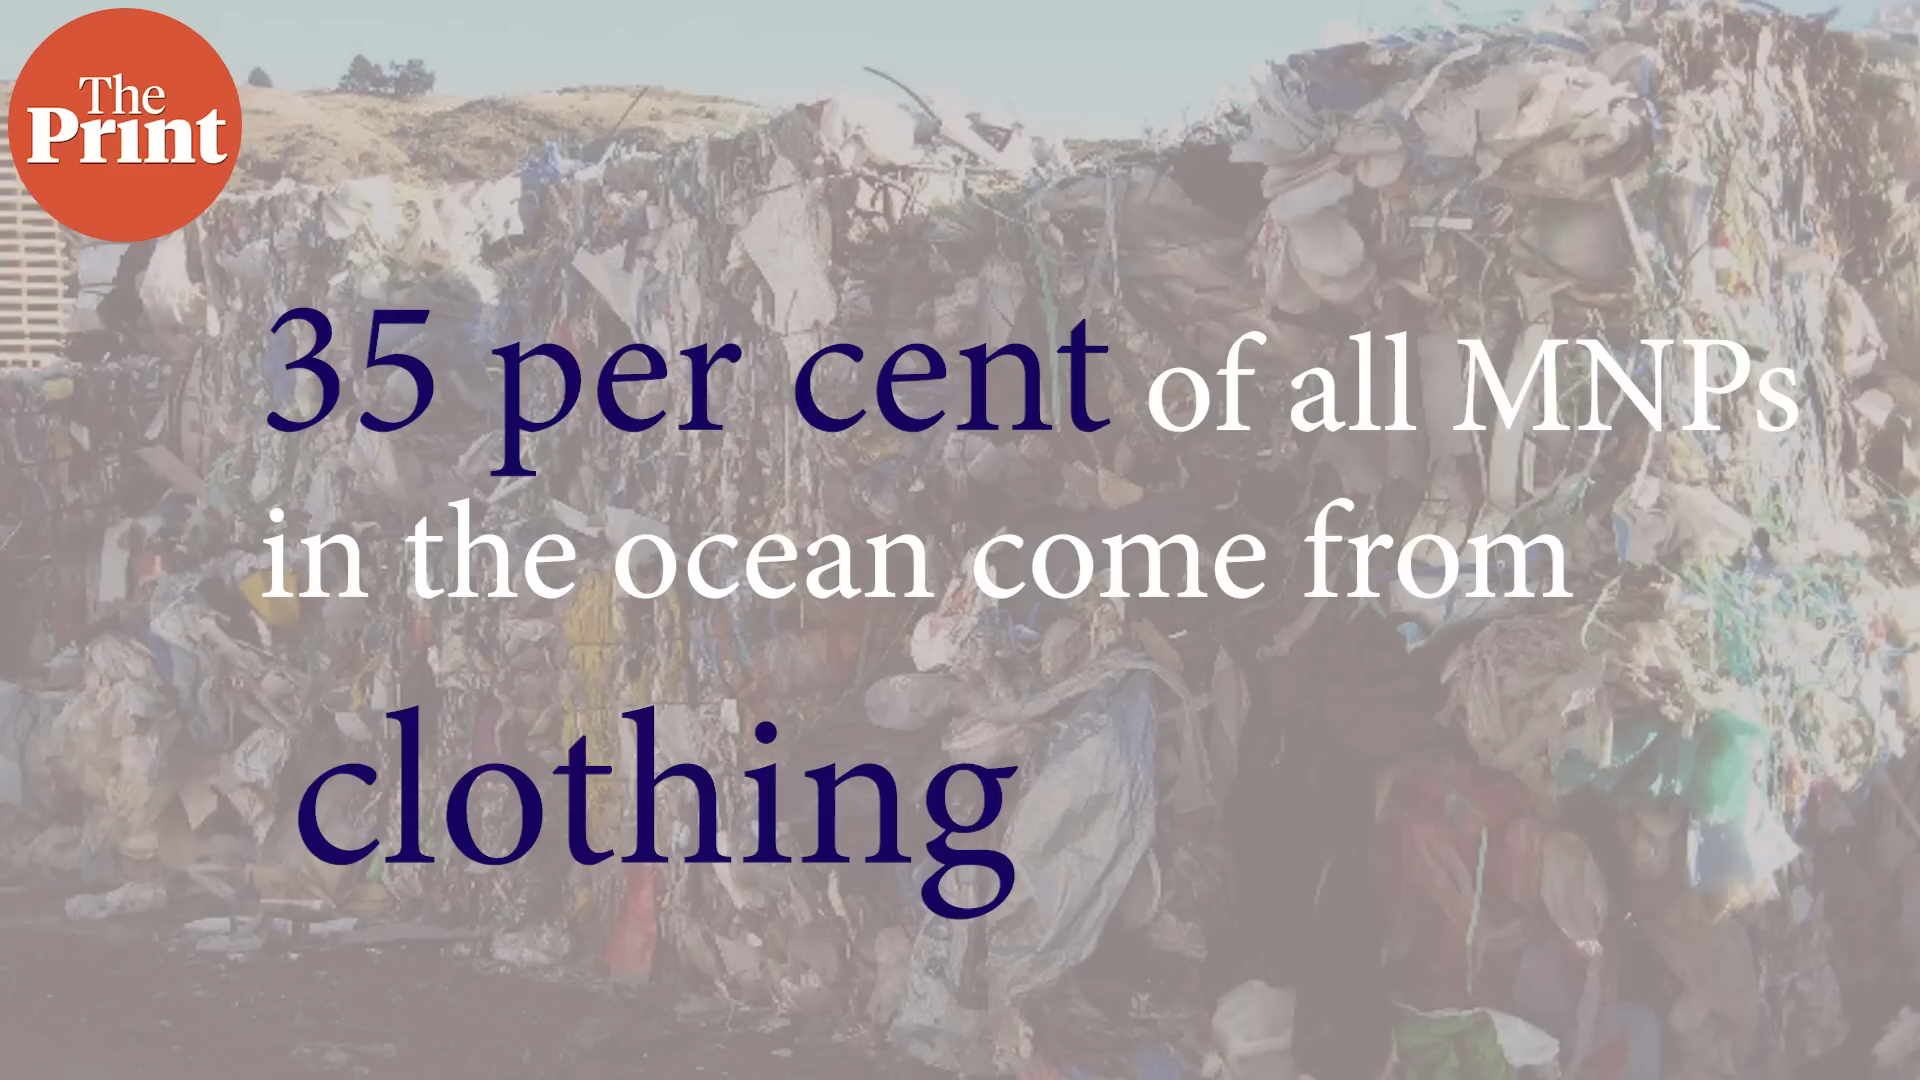 The
Print
35 per cent of all MNPs
in the ocean come from
clothing